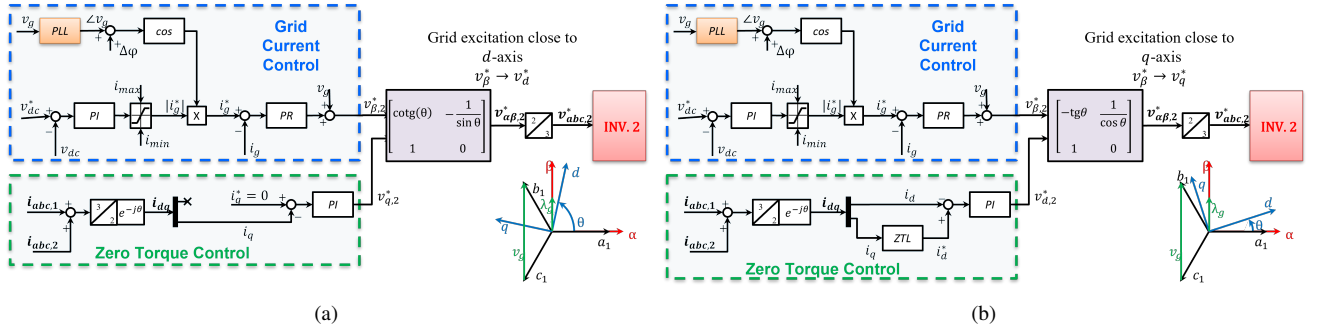 v_g
PLL
∠v_g
+
+
Δφ
cos
Grid
Current
Control
v*_dc
+
−
v_dc
PI
i_max
i_min
|i*_g|
X
i*_g
+
−
i_g
PR
v_g
+
+
v*_β,2
Grid excitation close to
d-axis
v*_β → v*_d
cotg(θ) − 1/sin θ
1 0
v*_αβ,2
2
3
v*_abc,2
INV. 2
i_abc,1
+
+
i_abc,2
3
2
e^−jθ
i_dq
i*_q = 0
+
−
i_q
PI
v*_q,2
Zero Torque Control
β
d
b_1
λ_g
q
θ
v_g
a_1
α
c_1
(a)
v_g
PLL
∠v_g
+
+
Δφ
cos
Grid
Current
Control
v*_dc
+
−
v_dc
PI
i_max
i_min
|i*_g|
X
i*_g
+
−
i_g
PR
v_g
+
+
v*_β,2
Grid excitation close to
q-axis
v*_β → v*_q
−tgθ 1/cos θ
1 0
v*_αβ,2
2
3
v*_abc,2
INV. 2
i_abc,1
+
+
i_abc,2
3
2
e^−jθ
i_dq
i_d
−
+
i_q
ZTL
i*_d
PI
v*_d,2
Zero Torque Control
β
b_1
q
λ_g
d
θ
v_g
a_1
α
c_1
(b)